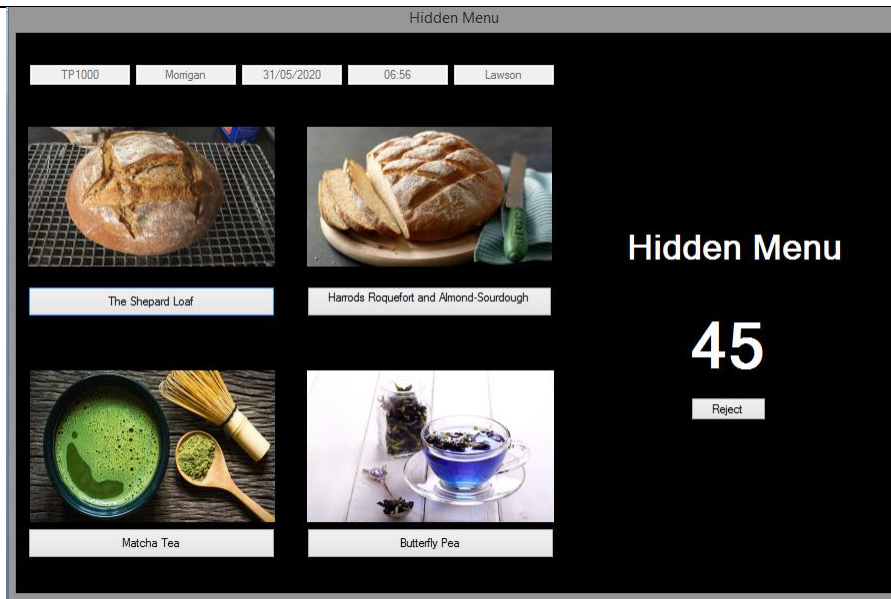 Hidden Menu
TP1000 Morrigan 31/05/2020 06:56 Lawson
The Shepard Loaf
Harrods Roquefort and Almond-Sourdough
Hidden Menu
45
Reject
Matcha Tea
Butterfly Pea